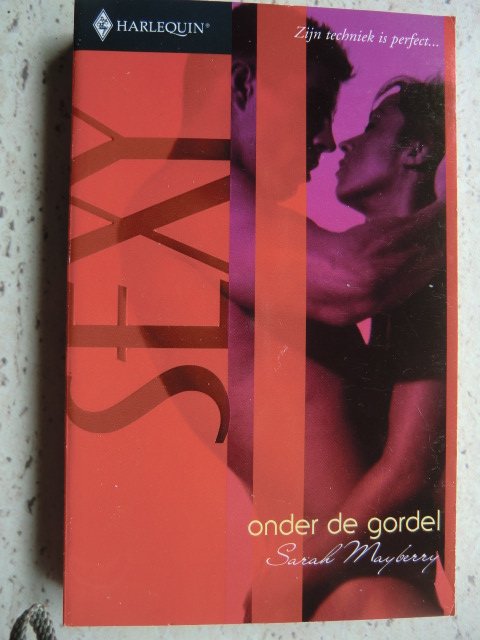 HARLEQUIN®
Zijn techniek is perfect...
SEXY
onder de gordel
Sarah Mayberry